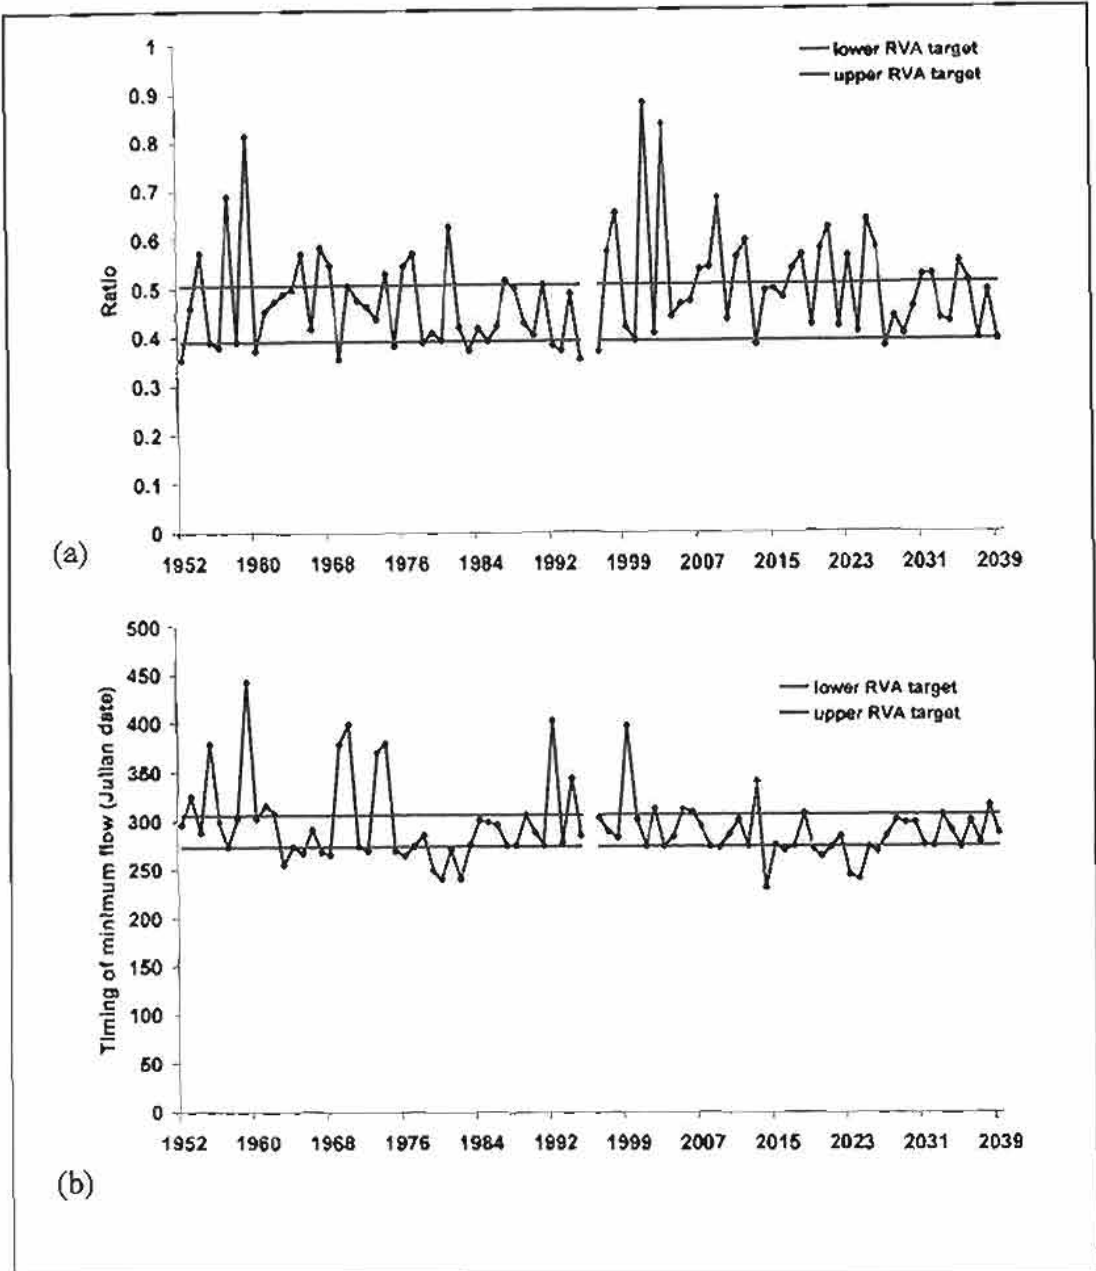 lower RVA target
upper RVA target
1
0.9
0.8
0.7
0.6
0.5
0.4
0.3
0.2
0.1
0
Ratio
1952 1960 1968 1976 1984 1992 1999 2007 2015 2023 2031 2039
(a)
lower RVA target
upper RVA target
500
450
400
350
300
250
200
150
100
50
0
Timing of minimum flow (Julian date)
1952 1960 1968 1976 1984 1992 1999 2007 2015 2023 2031 2039
(b)